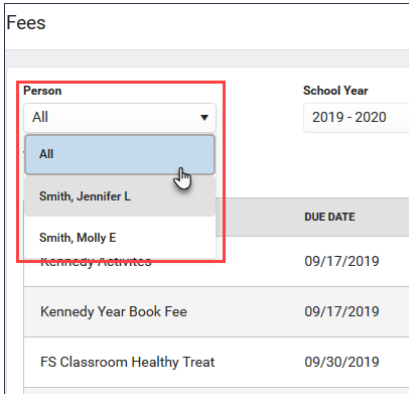 Fees
Person
School Year
All
2019 - 2020
All
Smith, Jennifer L
DUE DATE
Smith, Molly E
Kennedy Activites
09/17/2019
Kennedy Year Book Fee
09/17/2019
FS Classroom Healthy Treat
09/30/2019